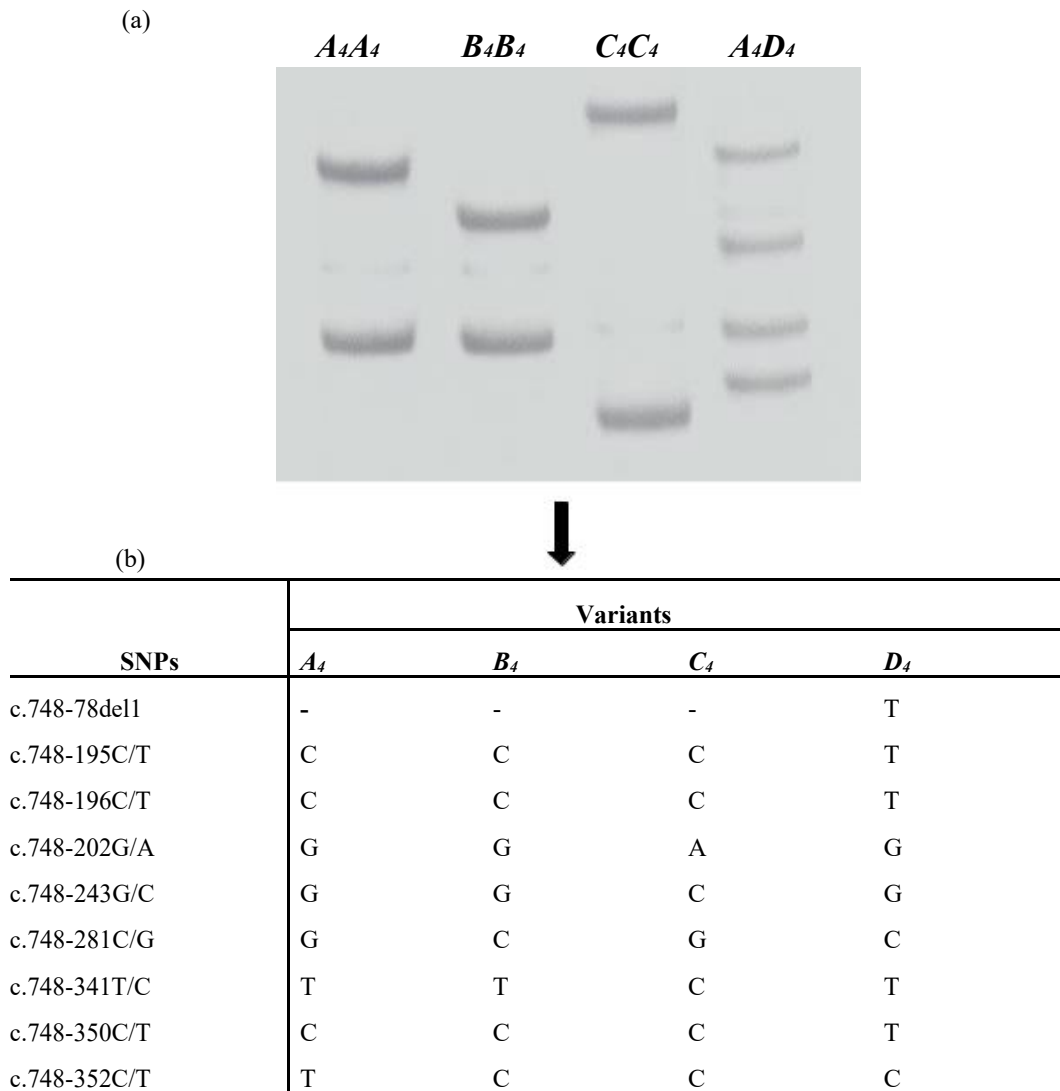 (a)
A₄A₄ B₄B₄ C₄C₄ A₄D₄
(b)
Variants
SNPs A₄ B₄ C₄ D₄
c.748-78del1 - - - T
c.748-195C/T C C C T
c.748-196C/T C C C T
c.748-202G/A G G A G
c.748-243G/C G G C G
c.748-281C/G G C G C
c.748-341T/C T T C T
c.748-350C/T C C C T
c.748-352C/T T C C C